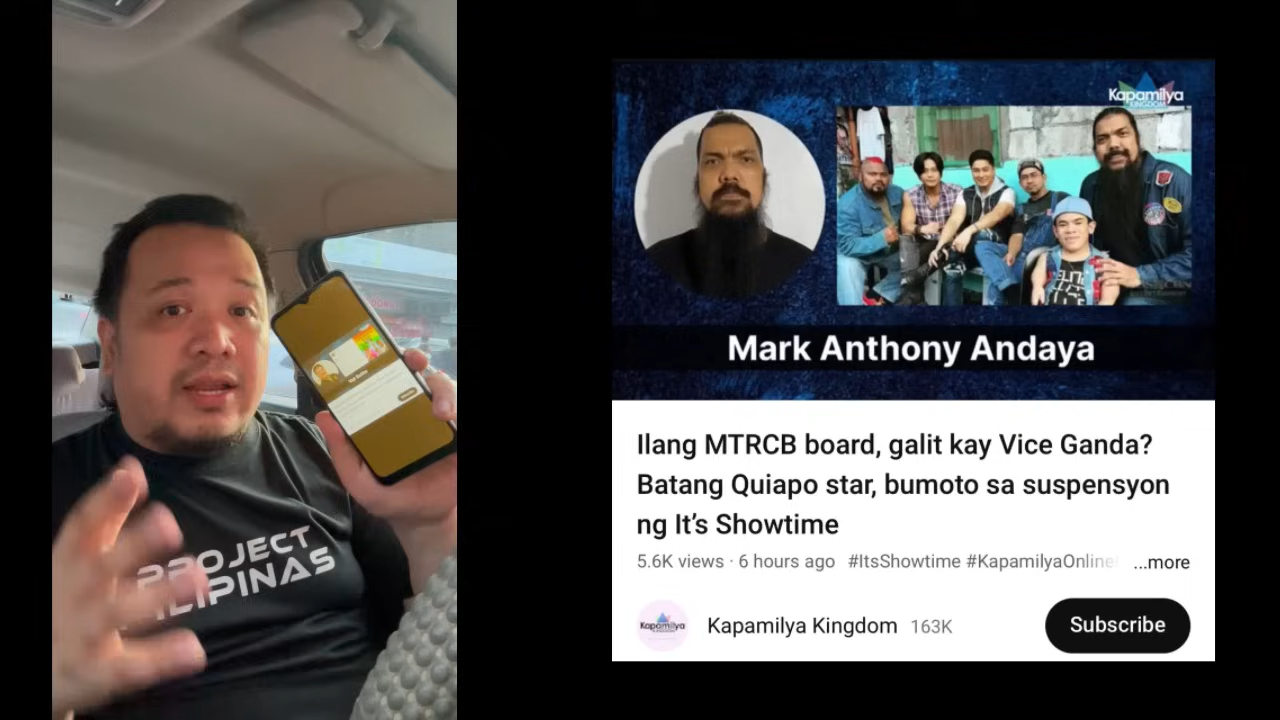 PROJECT
Kapamilya
KINGDOM
Mark Anthony Andaya
Ilang MTRCB board, galit kay Vice Ganda?
Batang Quiapo star, bumoto sa suspensyon
ng It's Showtime
5.6K views · 6 hours ago #ItsShowtime #KapamilyaOnline ...more
Kapamilya
Kapamilya Kingdom 163K
Subscribe